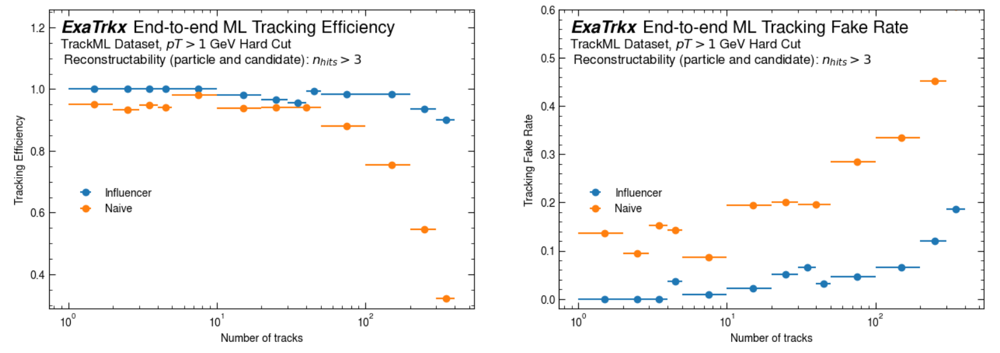 ExaTrkx End-to-end ML Tracking Efficiency
TrackML Dataset, pT > 1 GeV Hard Cut
Reconstructability (particle and candidate): n_hits > 3
1.2
1.0
0.8
0.6
0.4
Tracking Efficiency
Influencer
Naive
10^0
10^1
10^2
Number of tracks
ExaTrkx End-to-end ML Tracking Fake Rate
TrackML Dataset, pT > 1 GeV Hard Cut
Reconstructability (particle and candidate): n_hits > 3
0.6
0.5
0.4
0.3
0.2
0.1
0.0
Tracking Fake Rate
Influencer
Naive
10^0
10^1
10^2
Number of tracks